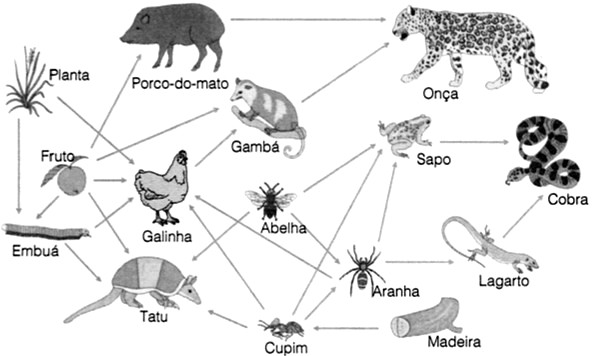 Planta
Porco-do-mato
Onça
Gambá
Fruto
Sapo
Cobra
Embuá
Galinha
Abelha
Aranha
Lagarto
Tatu
Cupim
Madeira